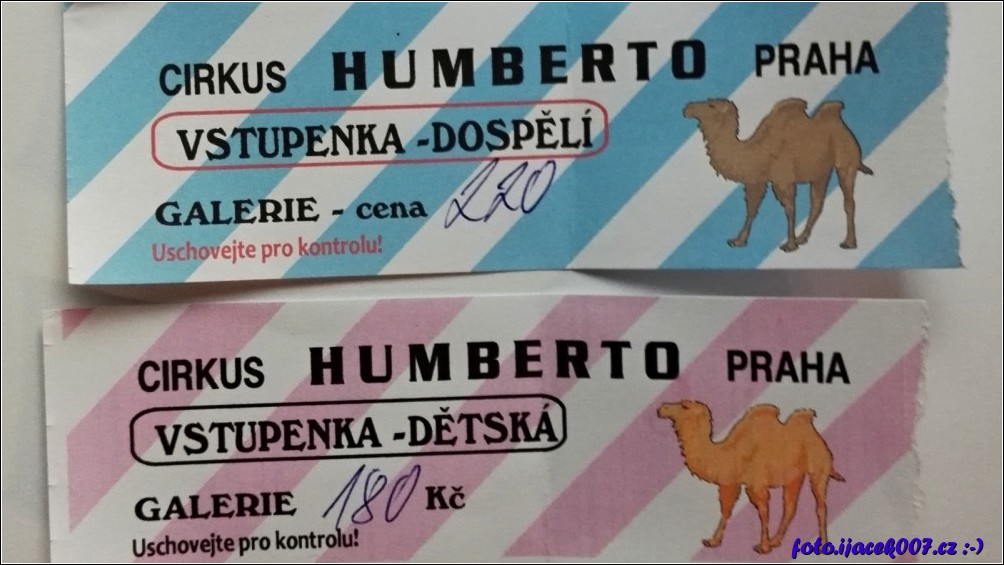 CIRKUS HUMBERTO PRAHA
VSTUPENKA -DOSPĚLÍ
GALERIE - cena 220
Uschovejte pro kontrolu!
CIRKUS HUMBERTO PRAHA
VSTUPENKA -DĚTSKÁ
GALERIE 180 Kč
Uschovejte pro kontrolu!
foto.ijacek007.cz :-)